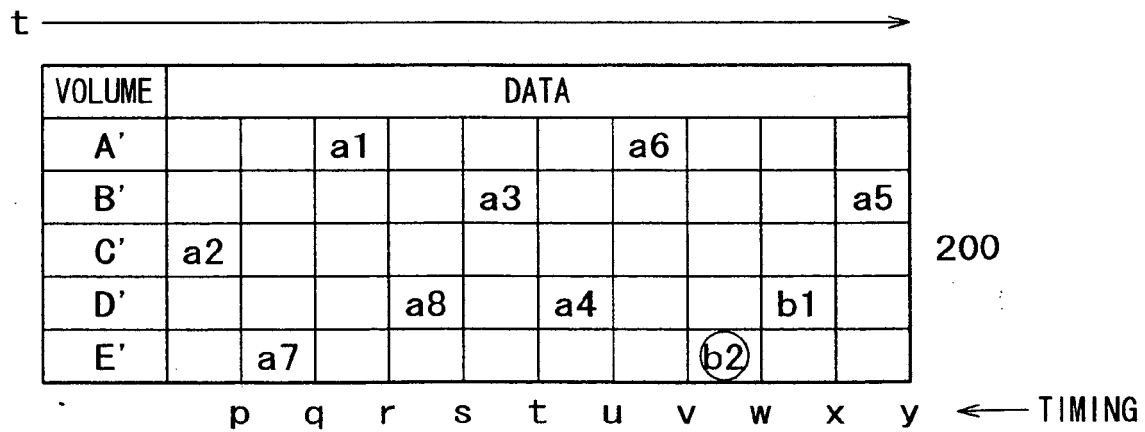 t
VOLUME DATA
A' a1 a6
B' a3 a5
C' a2 200
D' a8 a4 b1
E' a7 b2
p q r s t u v w x y TIMING